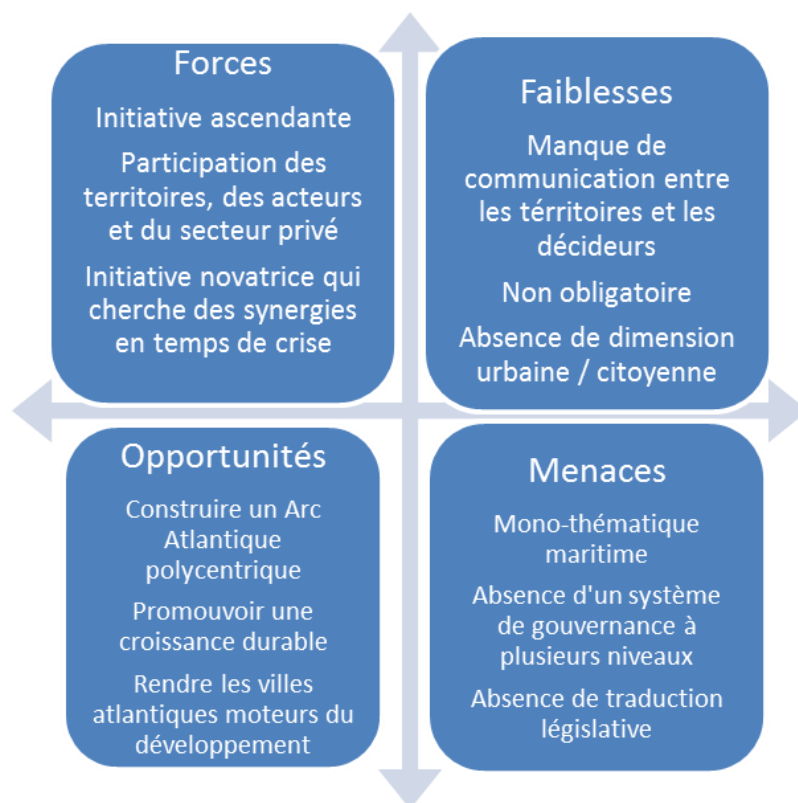 Forces
Initiative ascendante
Participation des
territoires, des acteurs
et du secteur privé
Initiative novatrice qui
cherche des synergies
en temps de crise
Faiblesses
Manque de
communication entre
les térritoires et les
décideurs
Non obligatoire
Absence de dimension
urbaine / citoyenne
Opportunités
Construire un Arc
Atlantique
polycentrique
Promouvoir une
croissance durable
Rendre les villes
atlantiques moteurs du
développement
Menaces
Mono-thématique
maritime
Absence d'un système
de gouvernance à
plusieurs niveaux
Absence de traduction
législative